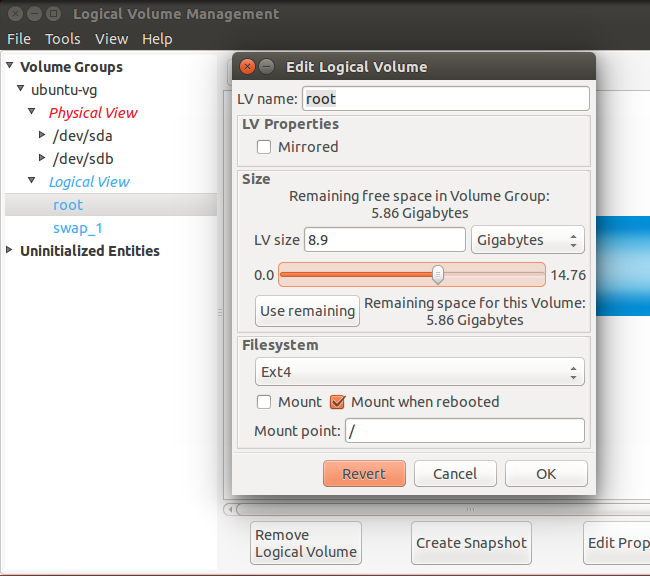 Logical Volume Management
File Tools View Help
Volume Groups
ubuntu-vg
Physical View
/dev/sda
/dev/sdb
Logical View
root
swap_1
Uninitialized Entities
Edit Logical Volume
LV name: root
LV Properties
Mirrored
Size
Remaining free space in Volume Group:
5.86 Gigabytes
LV size 8.9 Gigabytes
0.0 14.76
Use remaining
Remaining space for this Volume:
5.86 Gigabytes
Filesystem
Ext4
Mount Mount when rebooted
Mount point: /
Revert Cancel OK
Remove
Logical Volume
Create Snapshot
Edit Prop